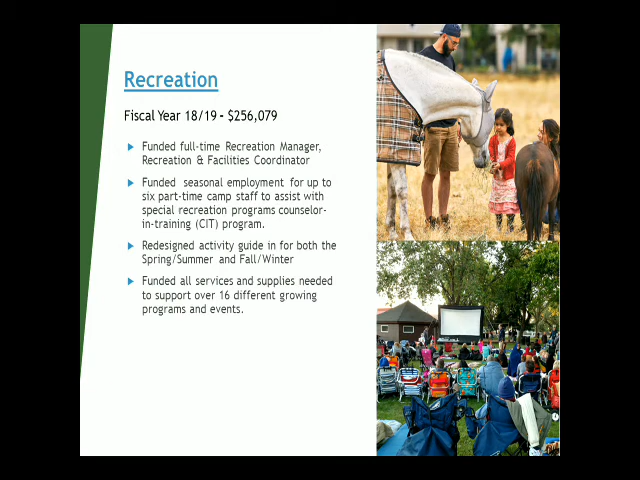 Recreation
Fiscal Year 18/19 - $256,079
Funded full-time Recreation Manager,
Recreation & Facilities Coordinator
Funded seasonal employment for up to
six part-time camp staff to assist with
special recreation programs counselor-
in-training (CIT) program.
Redesigned activity guide in for both the
Spring/Summer and Fall/Winter
Funded all services and supplies needed
to support over 16 different growing
programs and events.